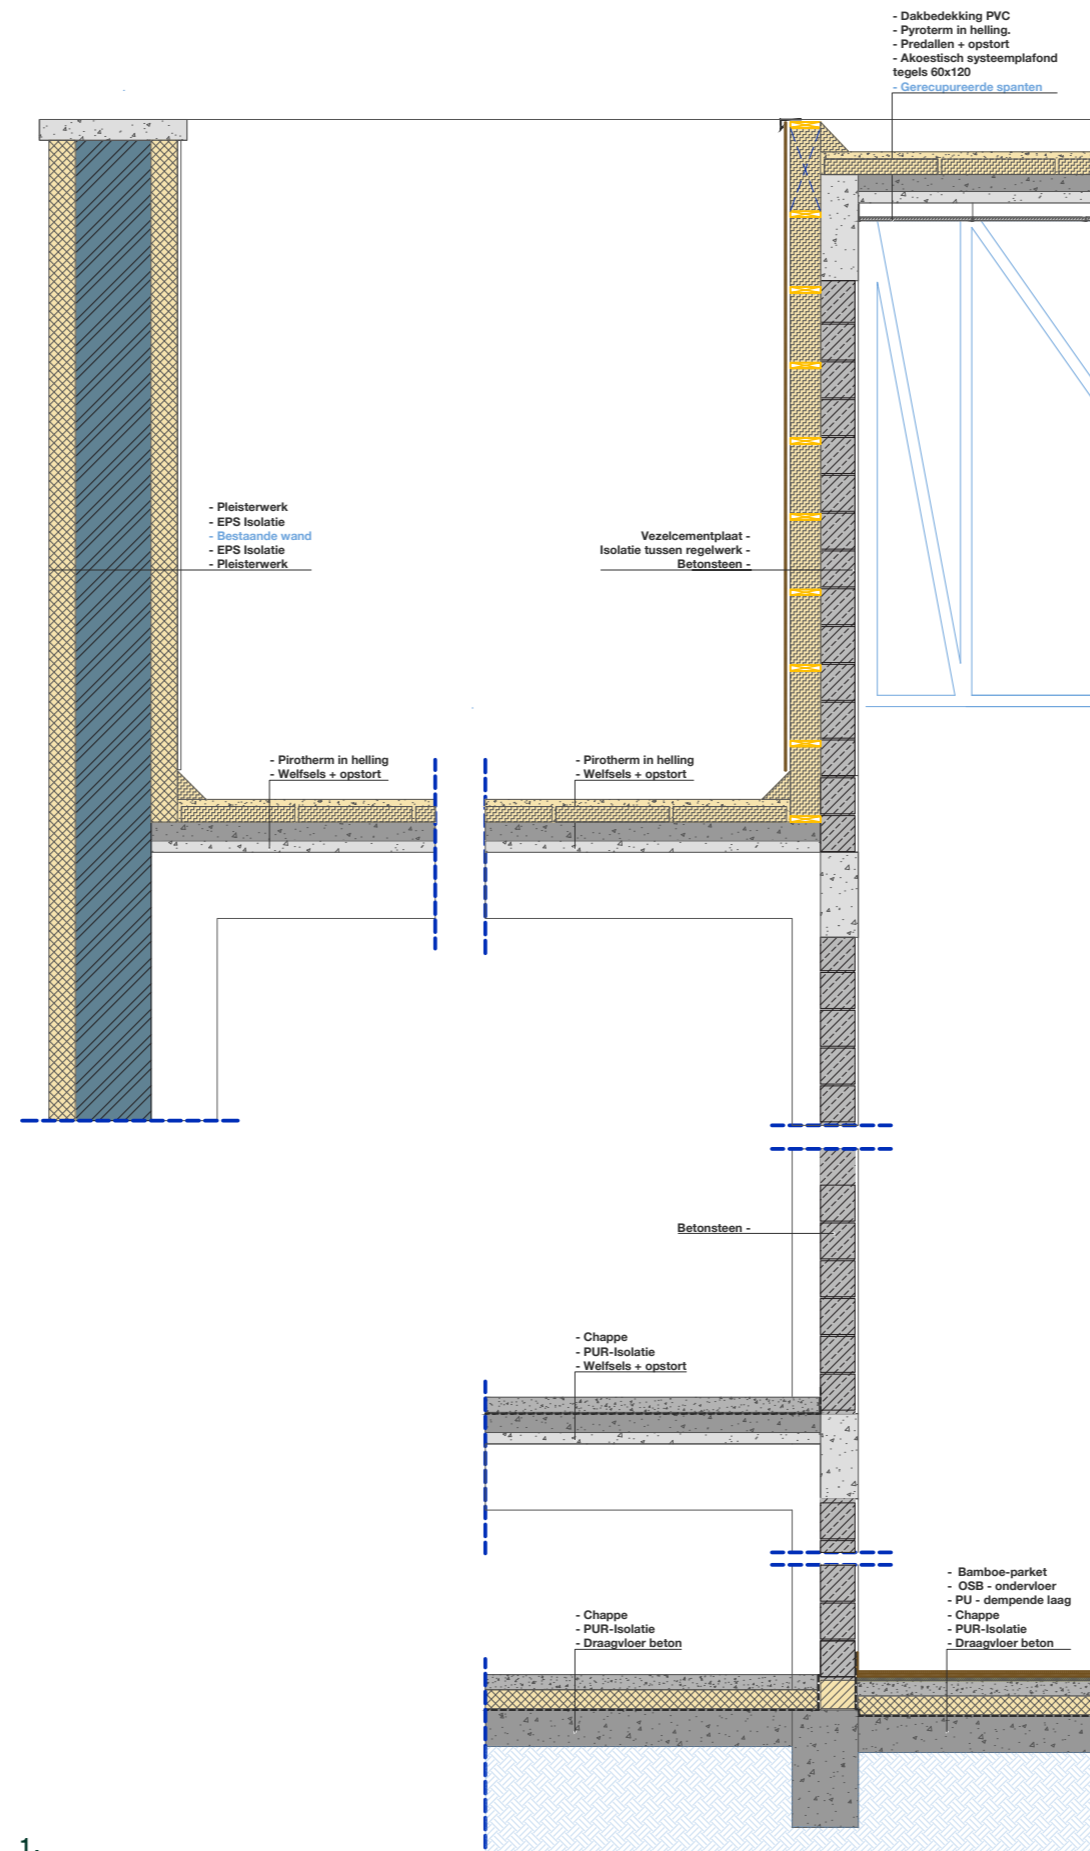 - Dakbedekking PVC
- Pyroterm in helling.
- Predallen + opstort
- Akoestisch systeemplafond
tegels 60x120
- Gerecupureerde spanten
- Pleisterwerk
- EPS Isolatie
- Bestaande wand
- EPS Isolatie
- Pleisterwerk
Vezelcementplaat -
Isolatie tussen regelwerk -
Betonsteen -
- Pirotherm in helling
- Welfsels + opstort
- Pirotherm in helling
- Welfsels + opstort
Betonsteen -
- Chappe
- PUR-Isolatie
- Welfsels + opstort
- Chappe
- PUR-Isolatie
- Draagvloer beton
- Bamboe-parket
- OSB - ondervloer
- PU - dempende laag
- Chappe
- PUR-Isolatie
- Draagvloer beton
1.